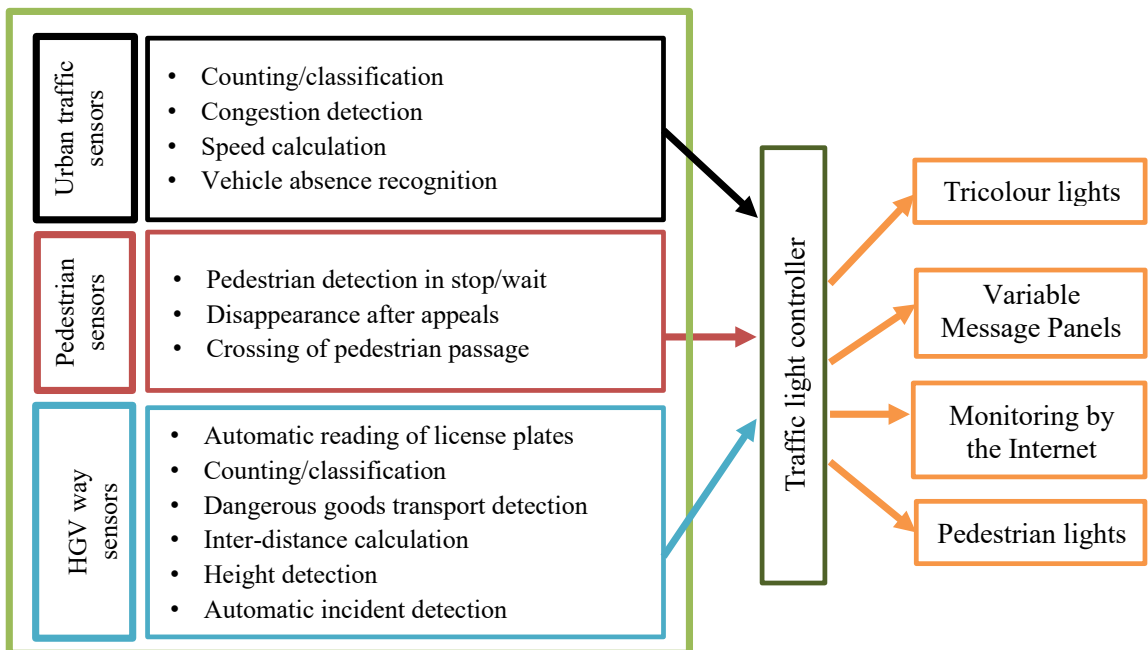 Urban traffic
sensors
• Counting/classification
• Congestion detection
• Speed calculation
• Vehicle absence recognition
Pedestrian
sensors
• Pedestrian detection in stop/wait
• Disappearance after appeals
• Crossing of pedestrian passage
HGV way
sensors
• Automatic reading of license plates
• Counting/classification
• Dangerous goods transport detection
• Inter-distance calculation
• Height detection
• Automatic incident detection
Traffic light controller
Tricolour lights
Variable
Message Panels
Monitoring by
the Internet
Pedestrian lights